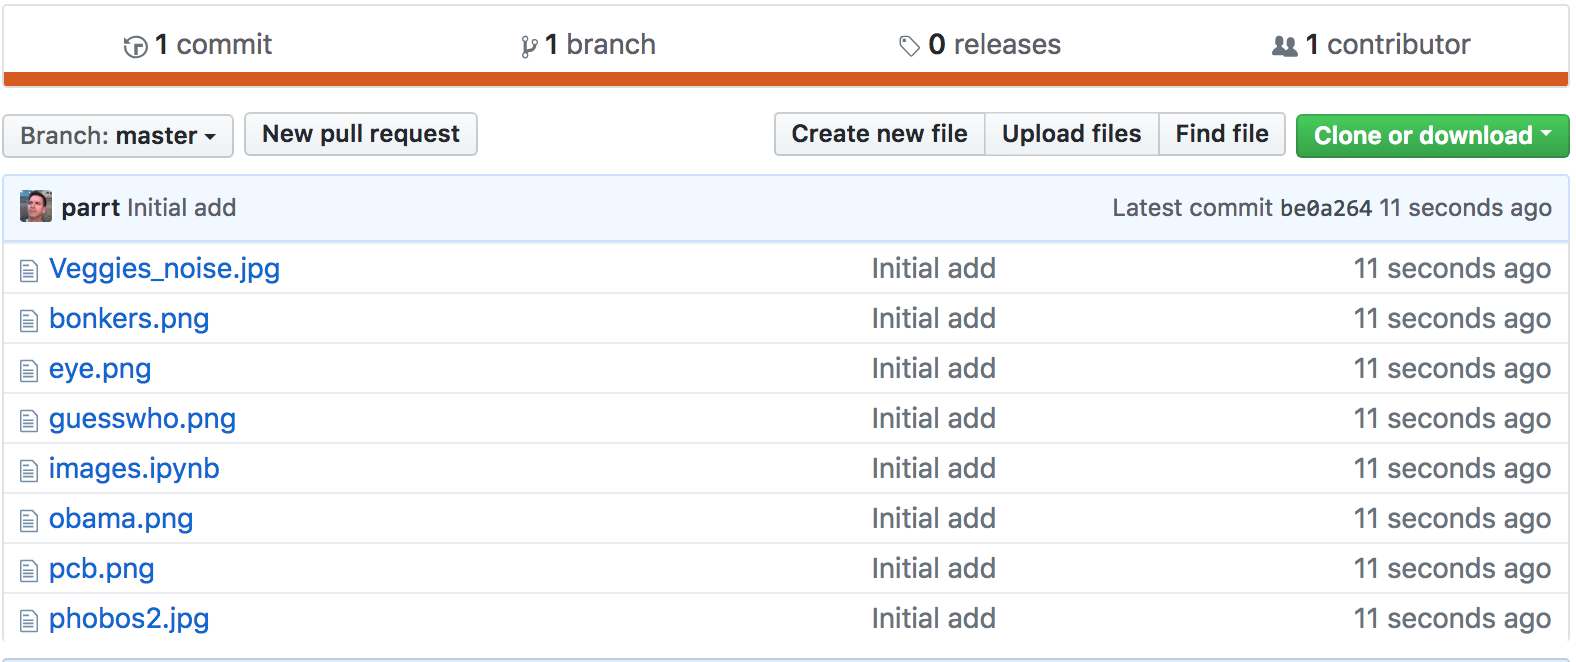 1 commit 1 branch 0 releases 1 contributor
Branch: master New pull request Create new file Upload files Find file Clone or download
parrt Initial add Latest commit be0a264 11 seconds ago
Veggies_noise.jpg Initial add 11 seconds ago
bonkers.png Initial add 11 seconds ago
eye.png Initial add 11 seconds ago
guesswho.png Initial add 11 seconds ago
images.ipynb Initial add 11 seconds ago
obama.png Initial add 11 seconds ago
pcb.png Initial add 11 seconds ago
phobos2.jpg Initial add 11 seconds ago